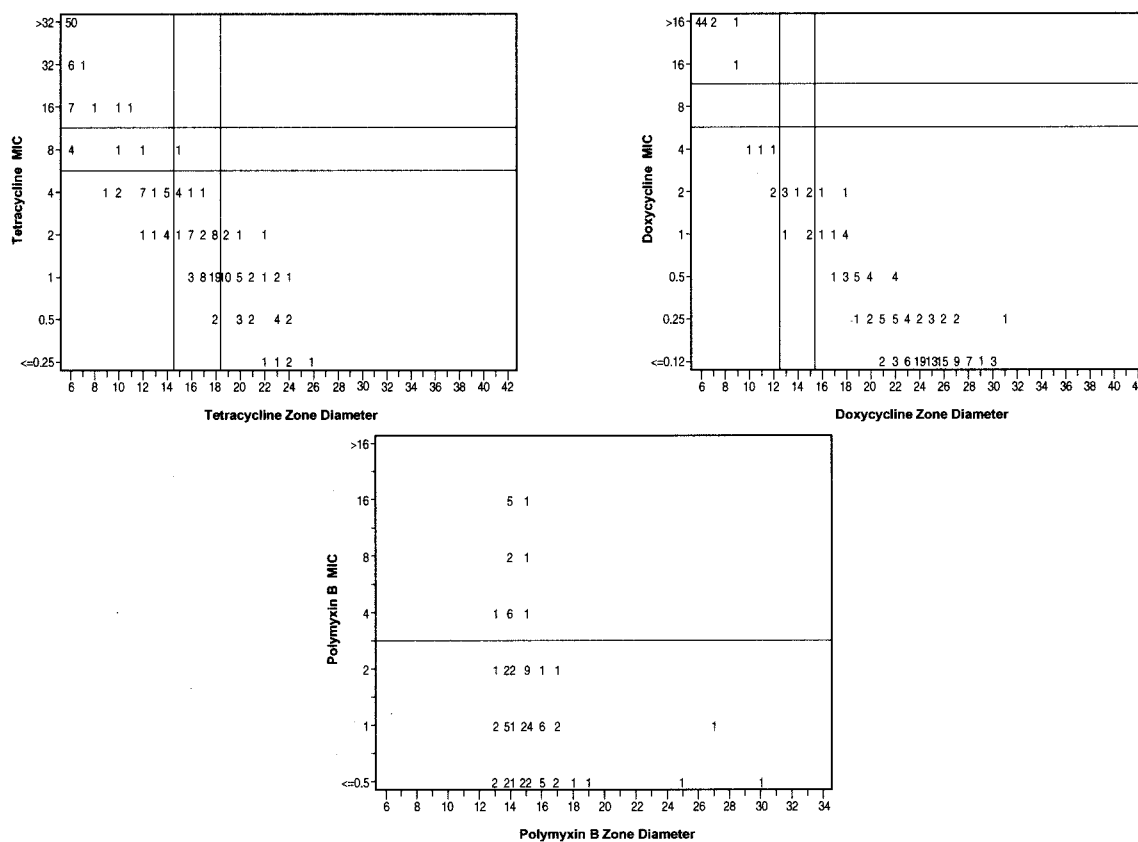 >32 50
32 6 1
16 7 1 1 1
8 4 1 1 1
4 1 2 7 1 5 4 1 1
2 1 1 4 1 7 2 8 2 1 1
1 3 8 19 10 5 2 1 2 1
0.5 2 3 2 4 2
<=0.25 1 1 2 1
6 8 10 12 14 16 18 20 22 24 26 28 30 32 34 36 38 40 42
Tetracycline MIC
Tetracycline Zone Diameter
>16 44 2 1
16 1
8
4 1 1 1
2 2 3 1 2 1 1
1 1 2 1 1 4
0.5 1 3 5 4 4
0.25 1 2 5 5 4 2 3 2 2 1
<=0.12 2 3 6 19 13 15 9 7 1 3
6 8 10 12 14 16 18 20 22 24 26 28 30 32 34 36 38 40
Doxycycline MIC
Doxycycline Zone Diameter
>16
16 5 1
8 2 1
4 1 6 1
2 1 22 9 1 1
1 2 51 24 6 2 1
<=0.5 2 21 22 5 2 1 1 1 1
6 8 10 12 14 16 18 20 22 24 26 28 30 32 34
Polymyxin B MIC
Polymyxin B Zone Diameter